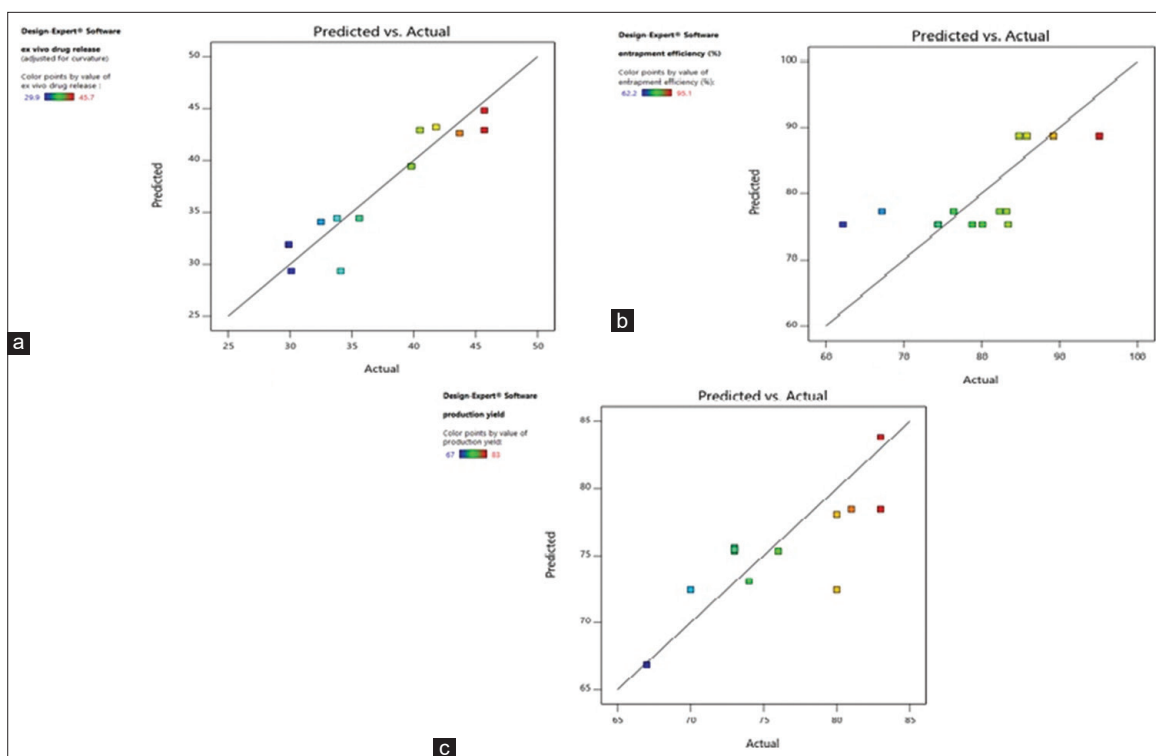 Design-Expert® Software
ex vivo drug release
(adjusted for curvature)
Color points by value of
ex vivo drug release :
29.9 45.7
Predicted vs. Actual
50
45
40
35
30
25
Predicted
25 30 35 40 45 50
Actual
a
Design-Expert® Software
entrapment efficiency (%)
Color points by value of
entrapment efficiency (%):
62.2 95.1
Predicted vs. Actual
100
90
80
70
60
Predicted
60 70 80 90 100
Actual
b
Design-Expert® Software
production yield
Color points by value of
production yield:
67 83
Predicted vs. Actual
85
80
75
70
65
Predicted
65 70 75 80 85
Actual
c